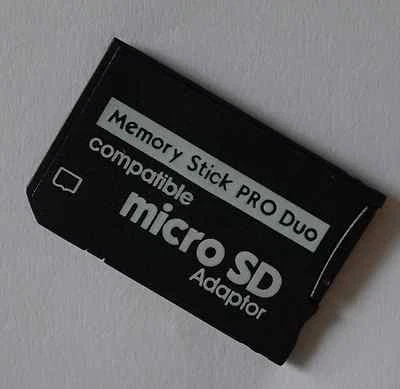 Memory Stick PRO Duo
compatible
micro SD
Adaptor